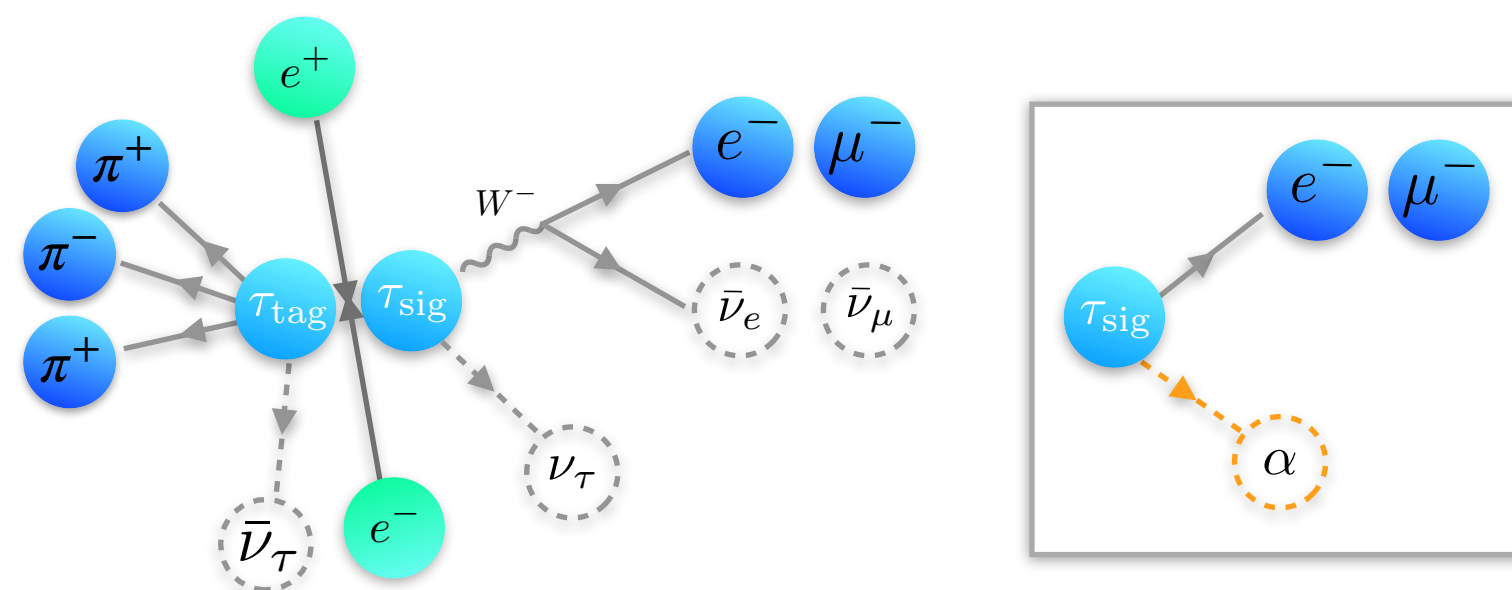 e⁺
π⁺
π⁻
π⁺
τ_tag
τ_sig
W⁻
e⁻ μ⁻
ν̄_e ν̄_μ
ν_τ
e⁻
ν̄_τ
e⁻ μ⁻
τ_sig
α